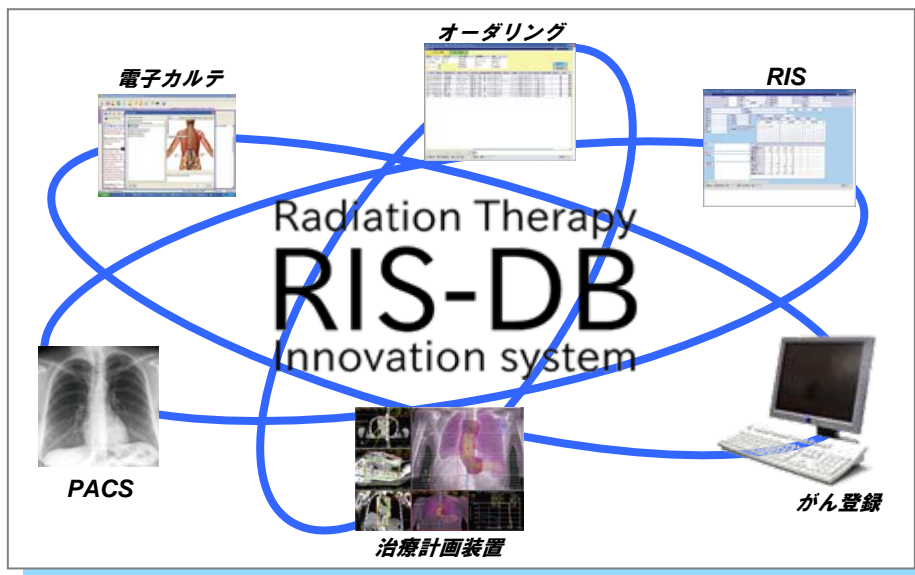 オーダリング
電子カルテ
RIS
Radiation Therapy
RIS-DB
Innovation system
PACS
がん登録
治療計画装置